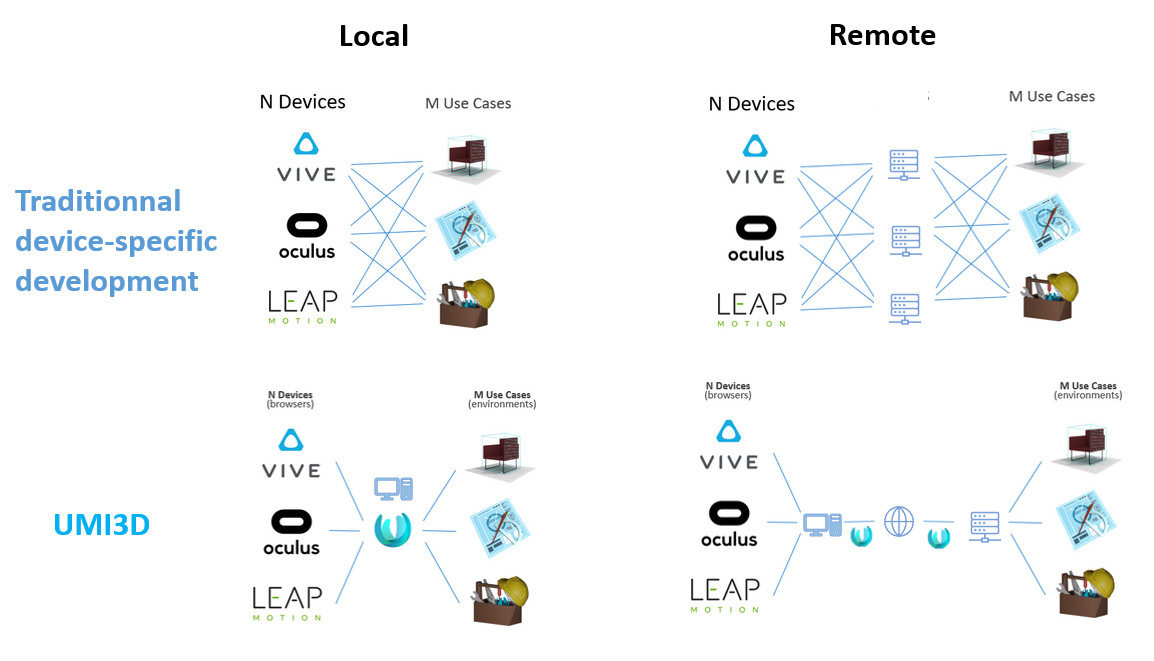 Local
Remote
N Devices
M Use Cases
N Devices
M Use Cases
VIVE
VIVE
Traditionnal
device-specific
development
oculus
oculus
LEAP
MOTION
LEAP
MOTION
N Devices
(browsers)
M Use Cases
(environments)
N Devices
(browsers)
M Use Cases
(environments)
VIVE
VIVE
UMI3D
oculus
oculus
LEAP
MOTION
LEAP
MOTION